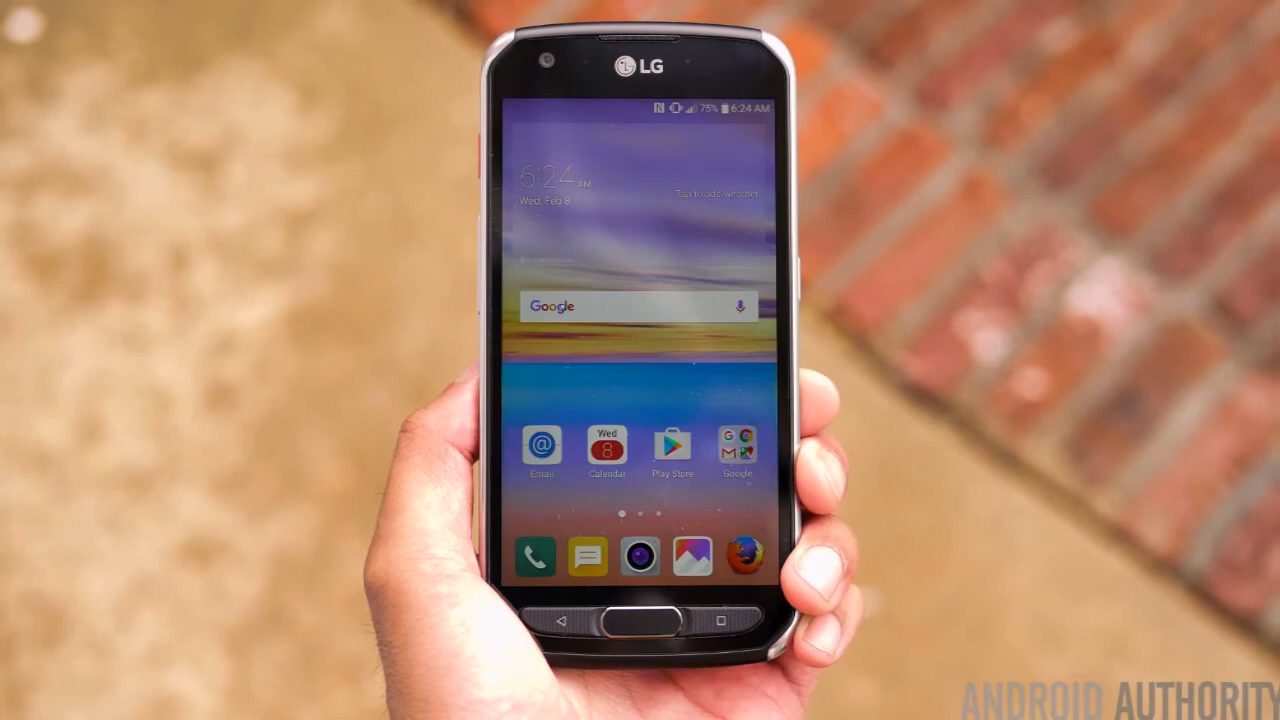 LG
75% 6:24 AM
6:24 AM
Wed, Feb 8
Tap to add weather
Google
Wed
8
Email Calendar Play Store Google
ANDROID AUTHORITY